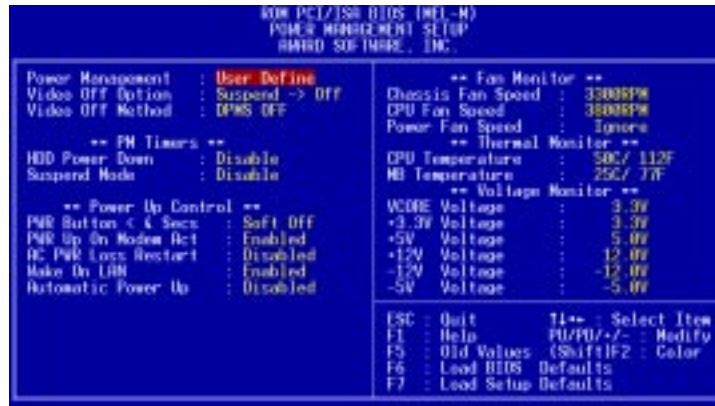 ROM PCI/ISA BIOS (MEL-M)
POWER MANAGEMENT SETUP
AWARD SOFTWARE, INC.
Power Management : User Define
Video Off Option : Suspend -> Off
Video Off Method : DPMS OFF
** PM Timers **
HDD Power Down : Disable
Suspend Mode : Disable
** Power Up Control **
PWR Button < 4 Secs : Soft Off
PWR Up On Modem Act : Enabled
AC PWR Loss Restart : Disabled
Wake On LAN : Enabled
Automatic Power Up : Disabled
** Fan Monitor **
Chassis Fan Speed : 3300RPM
CPU Fan Speed : 3800RPM
Power Fan Speed : Ignore
** Thermal Monitor **
CPU Temperature : 50C/ 112F
MB Temperature : 25C/ 77F
** Voltage Monitor **
VCORE Voltage : 3.3V
+3.3V Voltage : 3.3V
+5V Voltage : 5.0V
+12V Voltage : 12.0V
-12V Voltage : -12.0V
-5V Voltage : -5.0V
ESC : Quit ↑↓→← : Select Item
F1 : Help PU/PD/+/- : Modify
F5 : Old Values (Shift)F2 : Color
F6 : Load BIOS Defaults
F7 : Load Setup Defaults